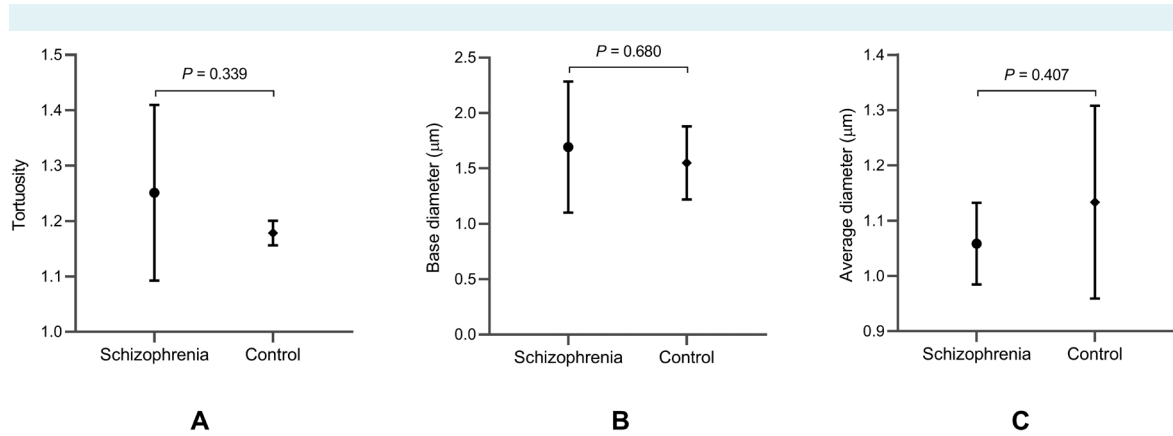 1.5
1.4
1.3
1.2
1.1
1.0
Tortuosity
P = 0.339
Schizophrenia Control
A
2.5
2.0
1.5
1.0
0.5
0.0
Base diameter (μm)
P = 0.680
Schizophrenia Control
B
1.4
1.3
1.2
1.1
1.0
0.9
Average diameter (μm)
P = 0.407
Schizophrenia Control
C